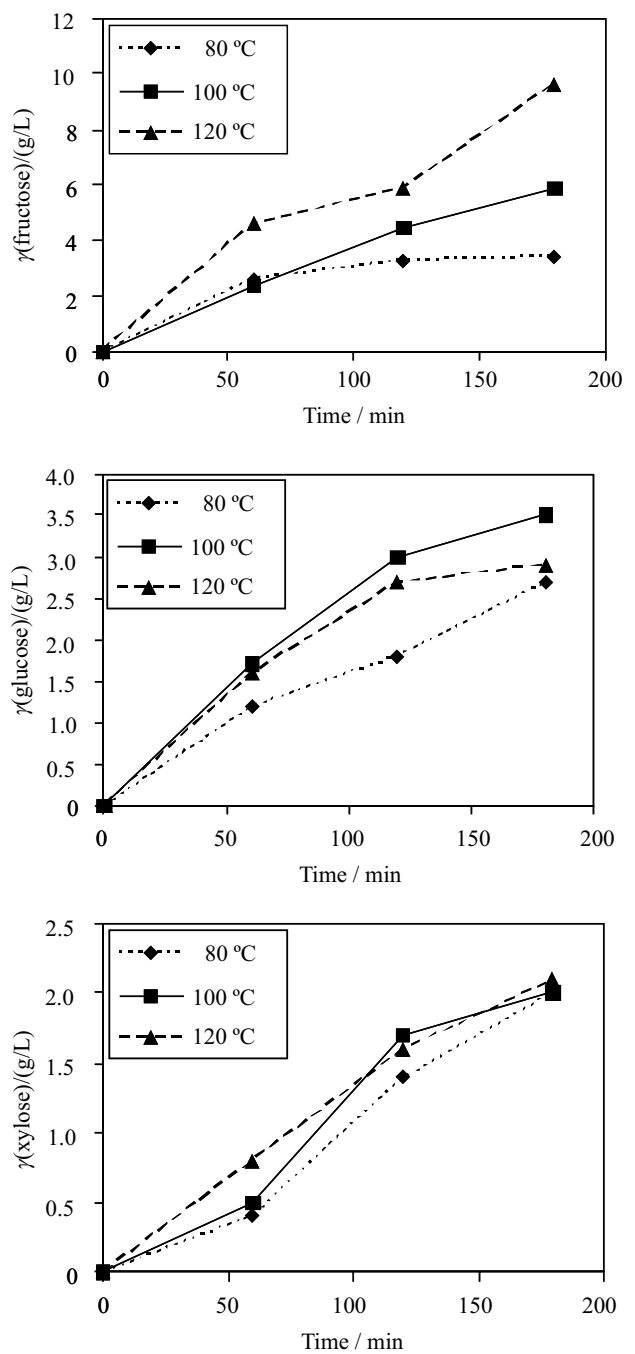 12
10
8
6
4
2
0
γ(fructose)/(g/L)
80 ºC
100 ºC
120 ºC
0 50 100 150 200
Time / min
4.0
3.5
3.0
2.5
2.0
1.5
1.0
0.5
0
γ(glucose)/(g/L)
80 ºC
100 ºC
120 ºC
0 50 100 150 200
Time / min
2.5
2.0
1.5
1.0
0.5
0
γ(xylose)/(g/L)
80 ºC
100 ºC
120 ºC
0 50 100 150 200
Time / min